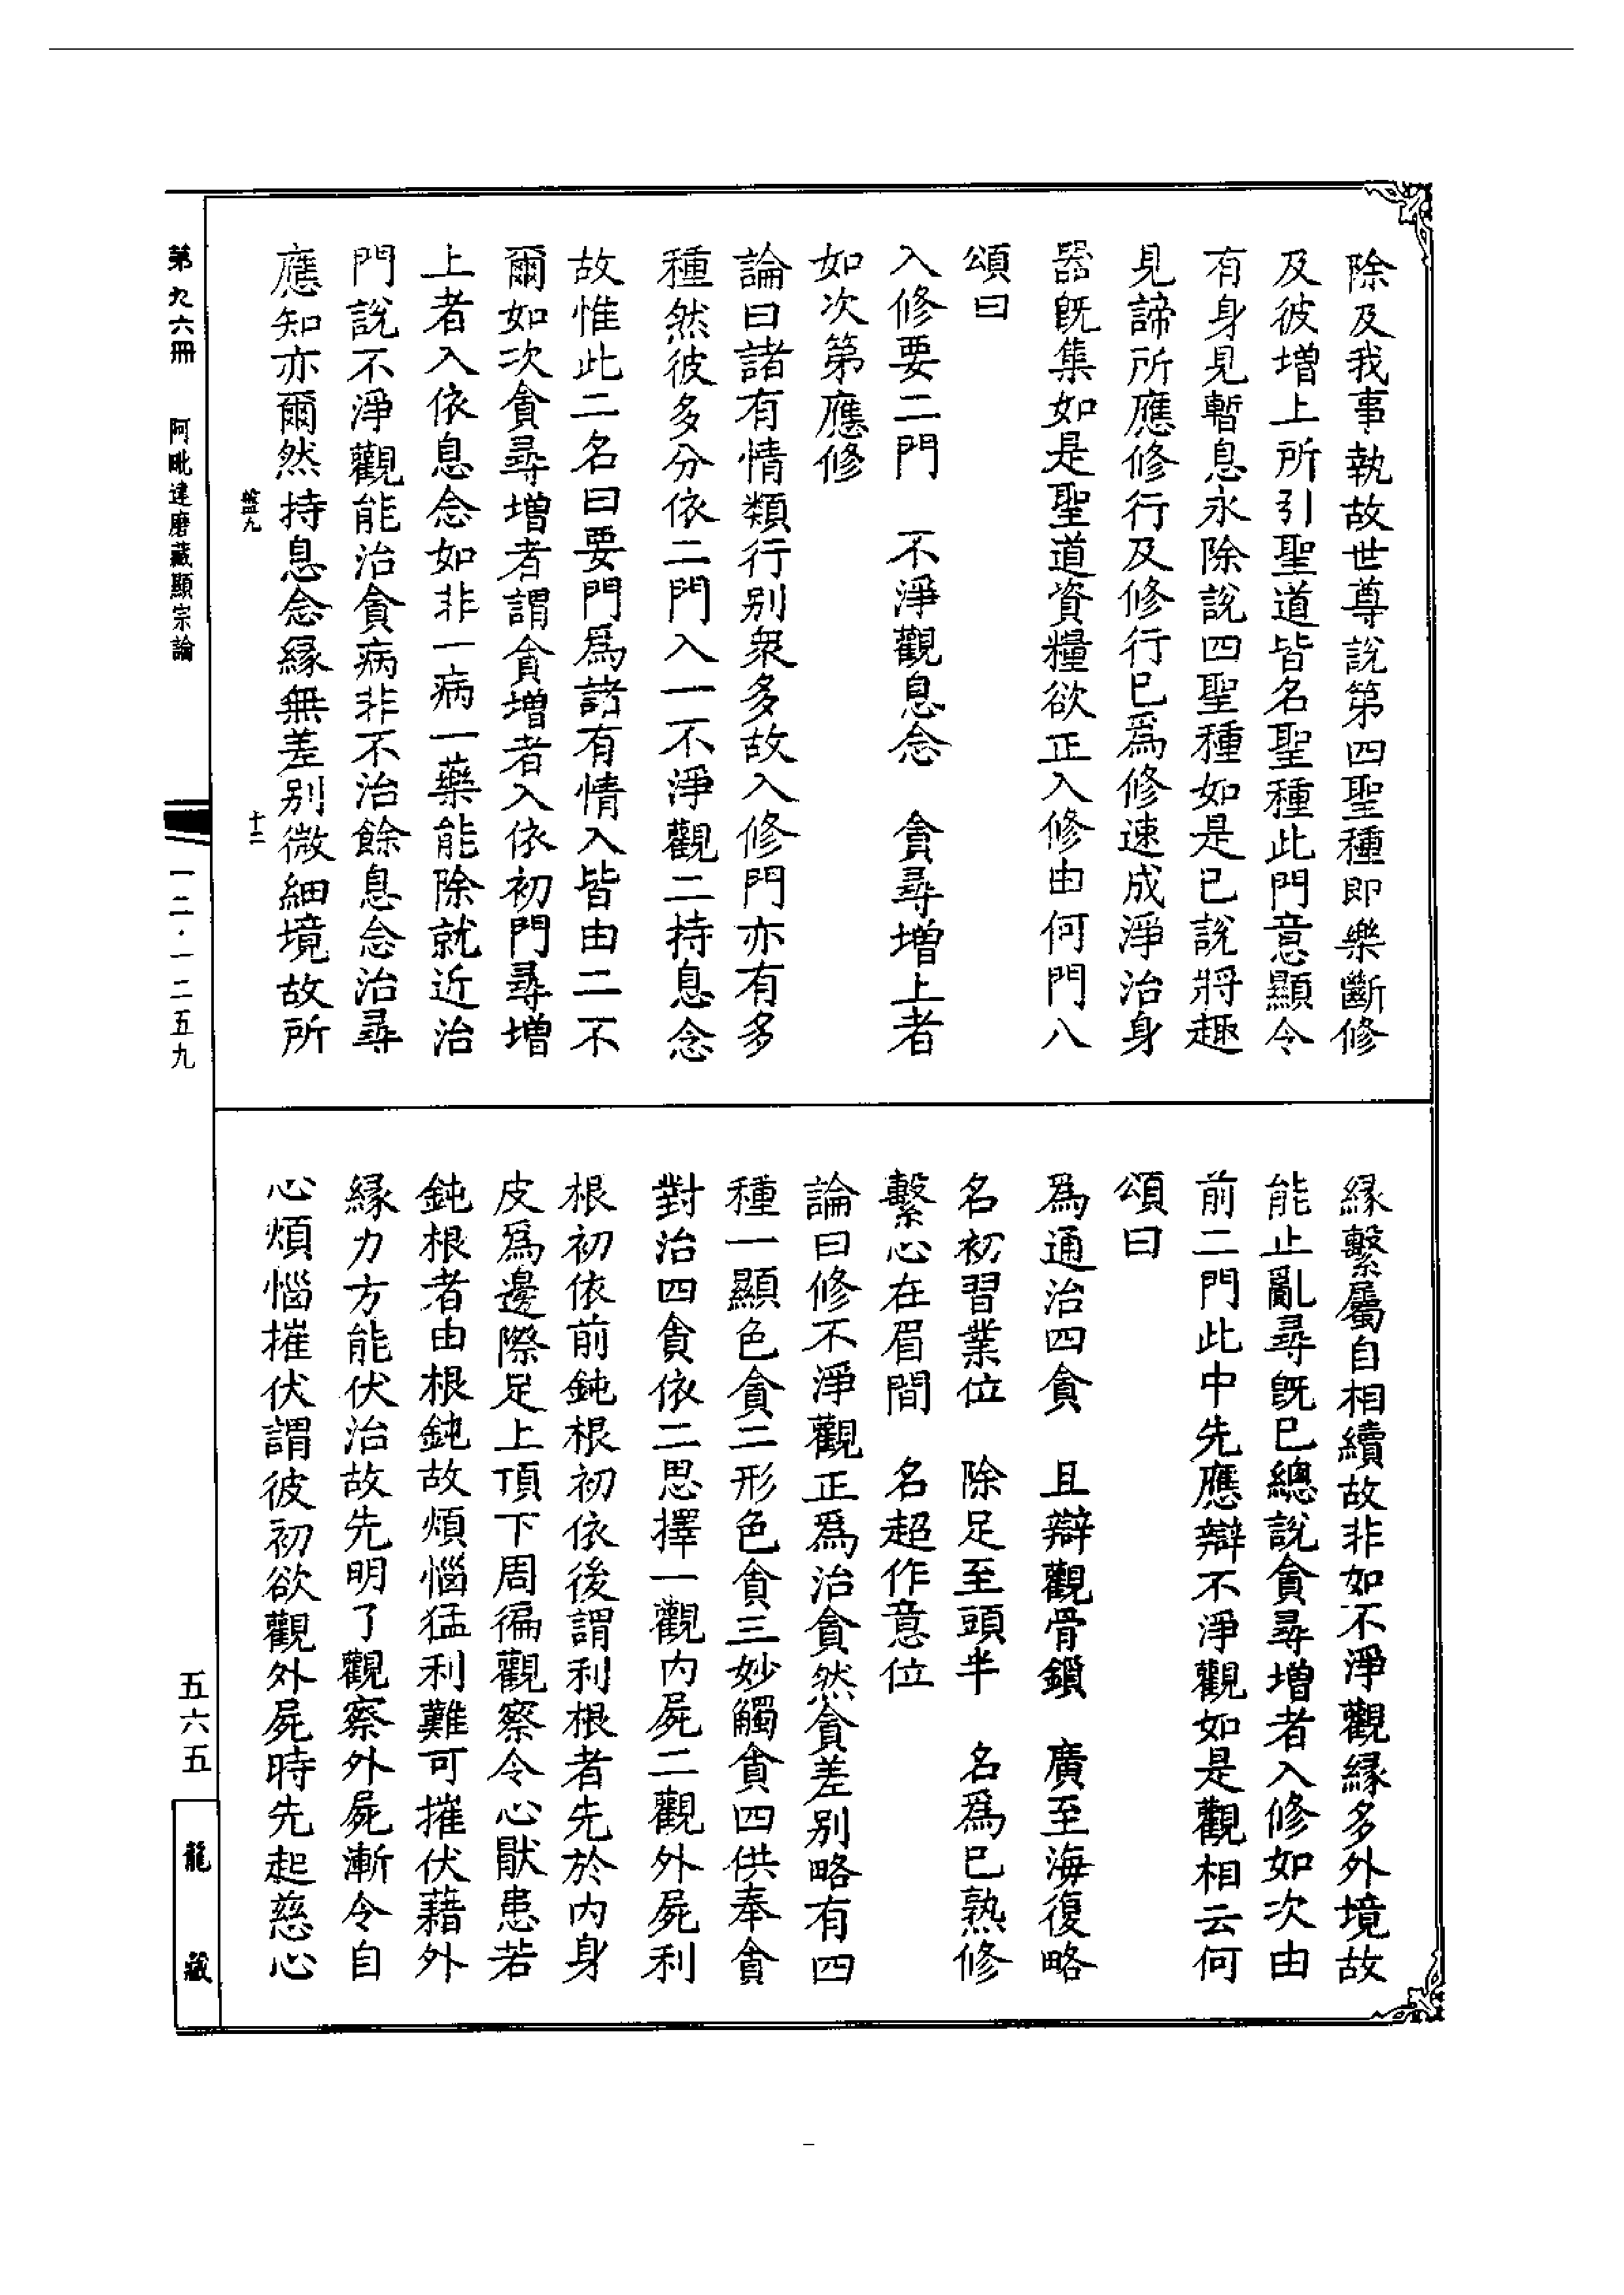 除及我事執故世尊說第四聖種即樂斷修
及彼增上所引聖道皆名聖種此門意顯令
有身見暫息永除說四聖種如是已說將趣
見諦所應修行及修行已爲修速成淨治身
器既集如是聖道資糧欲正入修由何門八
頌曰
入修要二門　不淨觀息念　貪尋增上者
如次第應修
論曰諸有情類行別衆多故入修門亦有多
種然彼多分依二門入一不淨觀二持息念
故惟此二名曰要門爲諸有情入皆由二不
爾如次貪尋增者謂貪增者入依初門尋增
上者入依息念如非一病一藥能除就近治
門說不淨觀能治貪病非不治餘息念治尋
應知亦爾然持息念緣無差別微細境故所
緣繫屬自相續故非如不淨觀緣多外境故
能止亂尋既已總說貪尋增者入修如次由
前二門此中先應辯不淨觀如是觀相云何
頌曰
爲通治四貪　且辯觀骨鎖　廣至海復略
名初習業位　除足至頭半　名爲已熟修
繫心在眉間　名超作意位
論曰修不淨觀正爲治貪然貪差別略有四
種一顯色貪二形色貪三妙觸貪四供奉貪
對治四貪依二思擇一觀內屍二觀外屍利
根初依前鈍根初依後謂利根者先於內身
皮爲邊際足上頂下周徧觀察令心猒患若
鈍根者由根鈍故煩惱猛利難可摧伏藉外
緣力方能伏治故先明了觀察外屍漸令自
心煩惱摧伏謂彼初欲觀外屍時先起慈心
盤九
十二
第九六冊　阿毗達磨藏顯宗論
一二·一二五九
五六五
龍藏